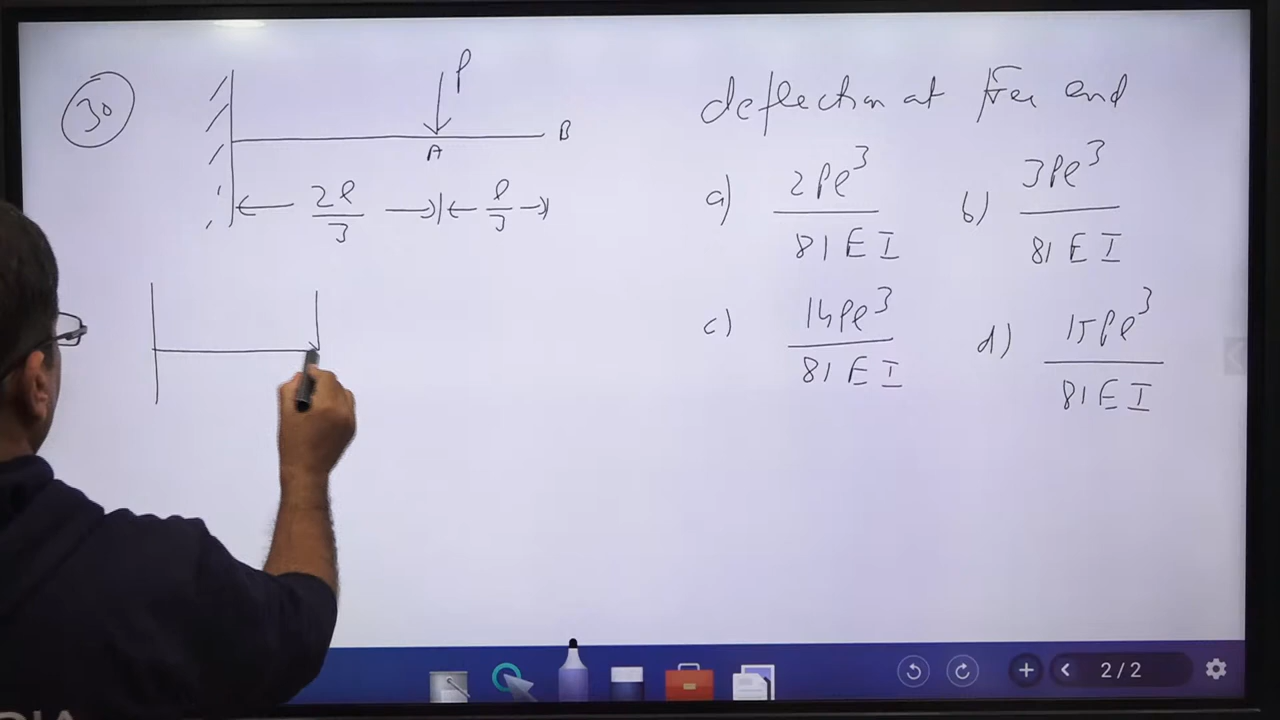 30
P
A
B
2l/3
l/3
deflection at Free end
a) 2Pl³/81EI
b) 3Pl³/81EI
c) 14Pl³/81EI
d) 15Pl³/81EI
2/2